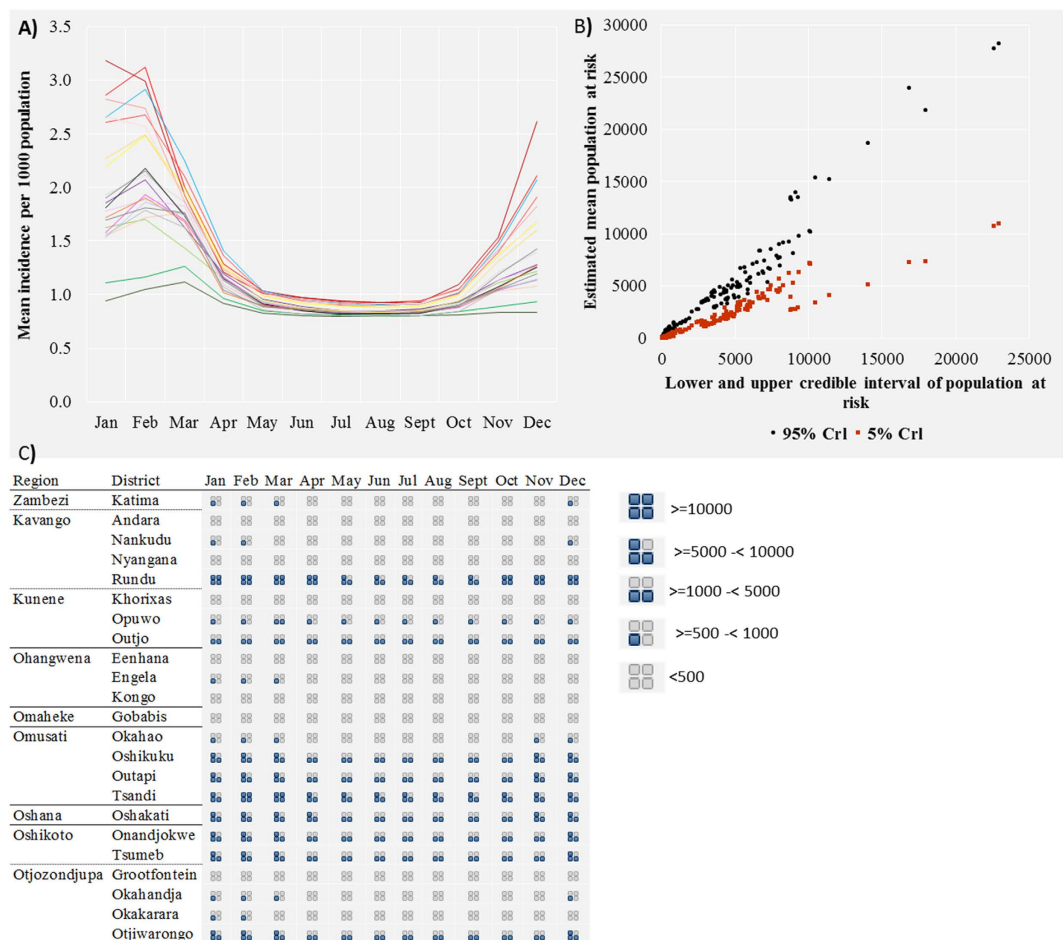 A)
3.5
3.0
2.5
2.0
1.5
1.0
0.5
0.0
Mean incidence per 1000 population
Jan Feb Mar Apr May Jun Jul Aug Sept Oct Nov Dec
B)
30000
25000
20000
15000
10000
5000
0
Estimated mean population at risk
0 5000 10000 15000 20000 25000
Lower and upper credible interval of population at
risk
95% CrI 5% CrI
C)
Region District Jan Feb Mar Apr May Jun Jul Aug Sept Oct Nov Dec
Zambezi Katima
Kavango Andara
Nankudu
Nyangana
Rundu
Kunene Khorixas
Opuwo
Outjo
Ohangwena Eenhana
Engela
Kongo
Omaheke Gobabis
Omusati Okahao
Oshikuku
Outapi
Tsandi
Oshana Oshakati
Oshikoto Onandjokwe
Tsumeb
Otjozondjupa Grootfontein
Okahandja
Okakarara
Otjiwarongo
>=10000
>=5000 -< 10000
>=1000 -< 5000
>=500 -< 1000
<500